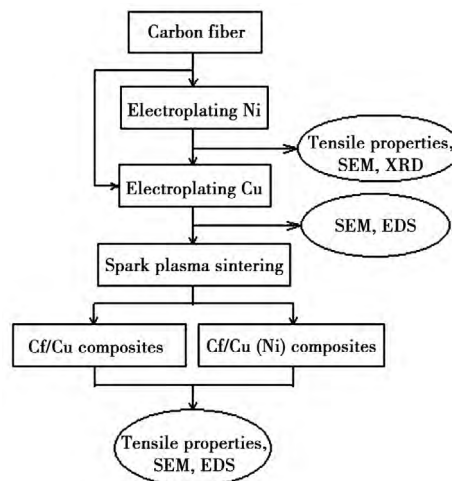 Carbon fiber
Electroplating Ni
Tensile properties,
SEM, XRD
Electroplating Cu
SEM, EDS
Spark plasma sintering
Cf/Cu composites
Cf/Cu (Ni) composites
Tensile properties,
SEM, EDS